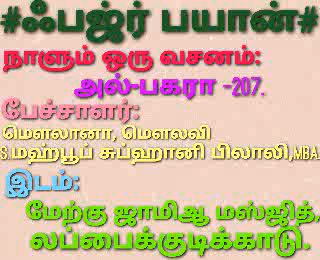 #ஃபஜ்ர் பயான்#
நாளும் ஒரு வசனம்:
அல்-பகரா -207.
பேச்சாளர்:
மௌலானா, மௌலவி
S.மஹ்பூப் சுப்ஹானி பிலாலி,MBA.
இடம்:
மேற்கு ஜாமிஆ மஸ்ஜித்,
லப்பைக்குடிக்காடு.